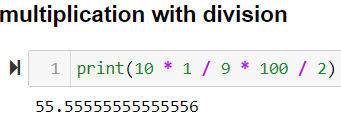 multiplication with division
1 print(10 * 1 / 9 * 100 / 2)
55.55555555555556